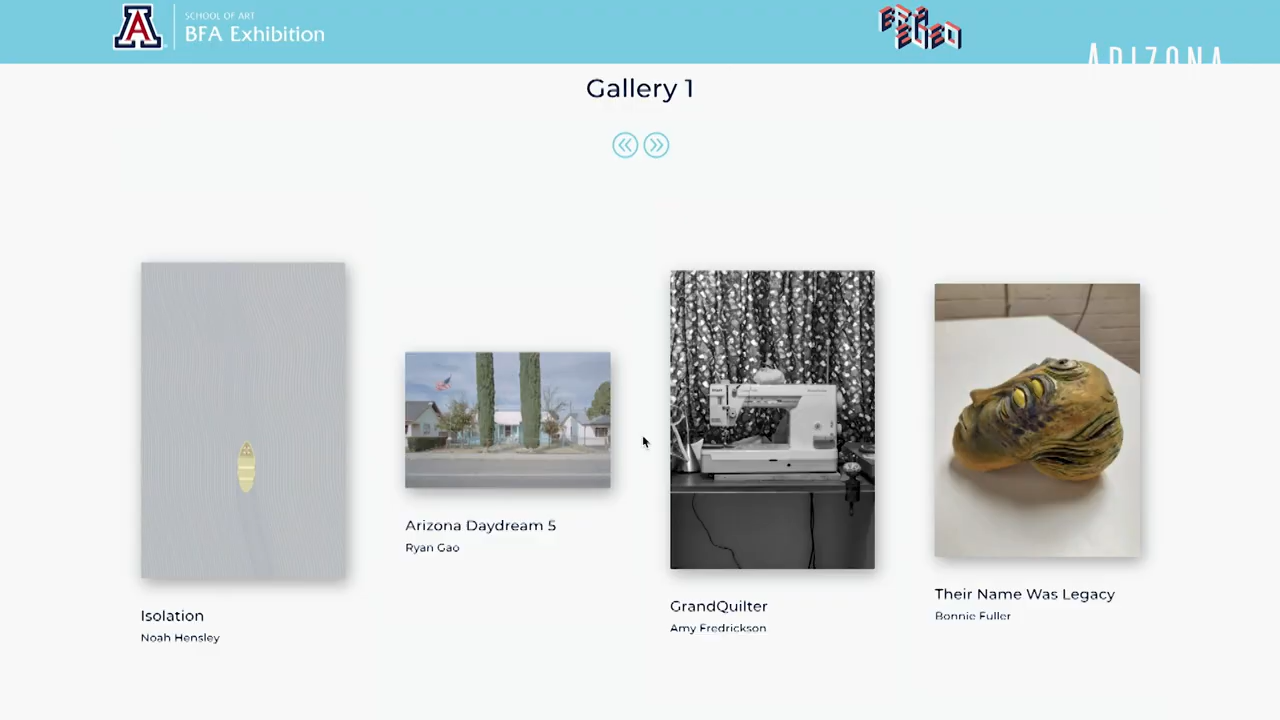 SCHOOL OF ART
BFA Exhibition
A
ARIZONA
Gallery 1
Isolation
Noah Hensley
Arizona Daydream 5
Ryan Gao
GrandQuilter
Amy Fredrickson
Their Name Was Legacy
Bonnie Fuller